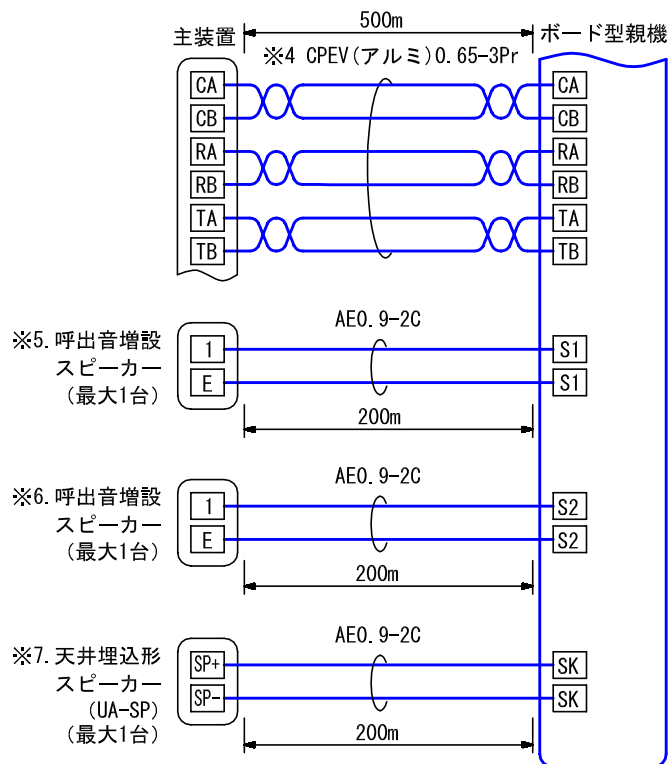 500m
主装置
ボード型親機
※4 CPEV(アルミ)0.65-3Pr
CA
CA
CB
CB
RA
RA
RB
RB
TA
TA
TB
TB
AE0.9-2C
※5.呼出音増設
スピーカー
(最大1台)
1
S1
E
S1
200m
AE0.9-2C
※6.呼出音増設
スピーカー
(最大1台)
1
S2
E
S2
200m
AE0.9-2C
※7.天井埋込形
スピーカー
(UA-SP)
(最大1台)
SP+
SK
SP-
SK
200m